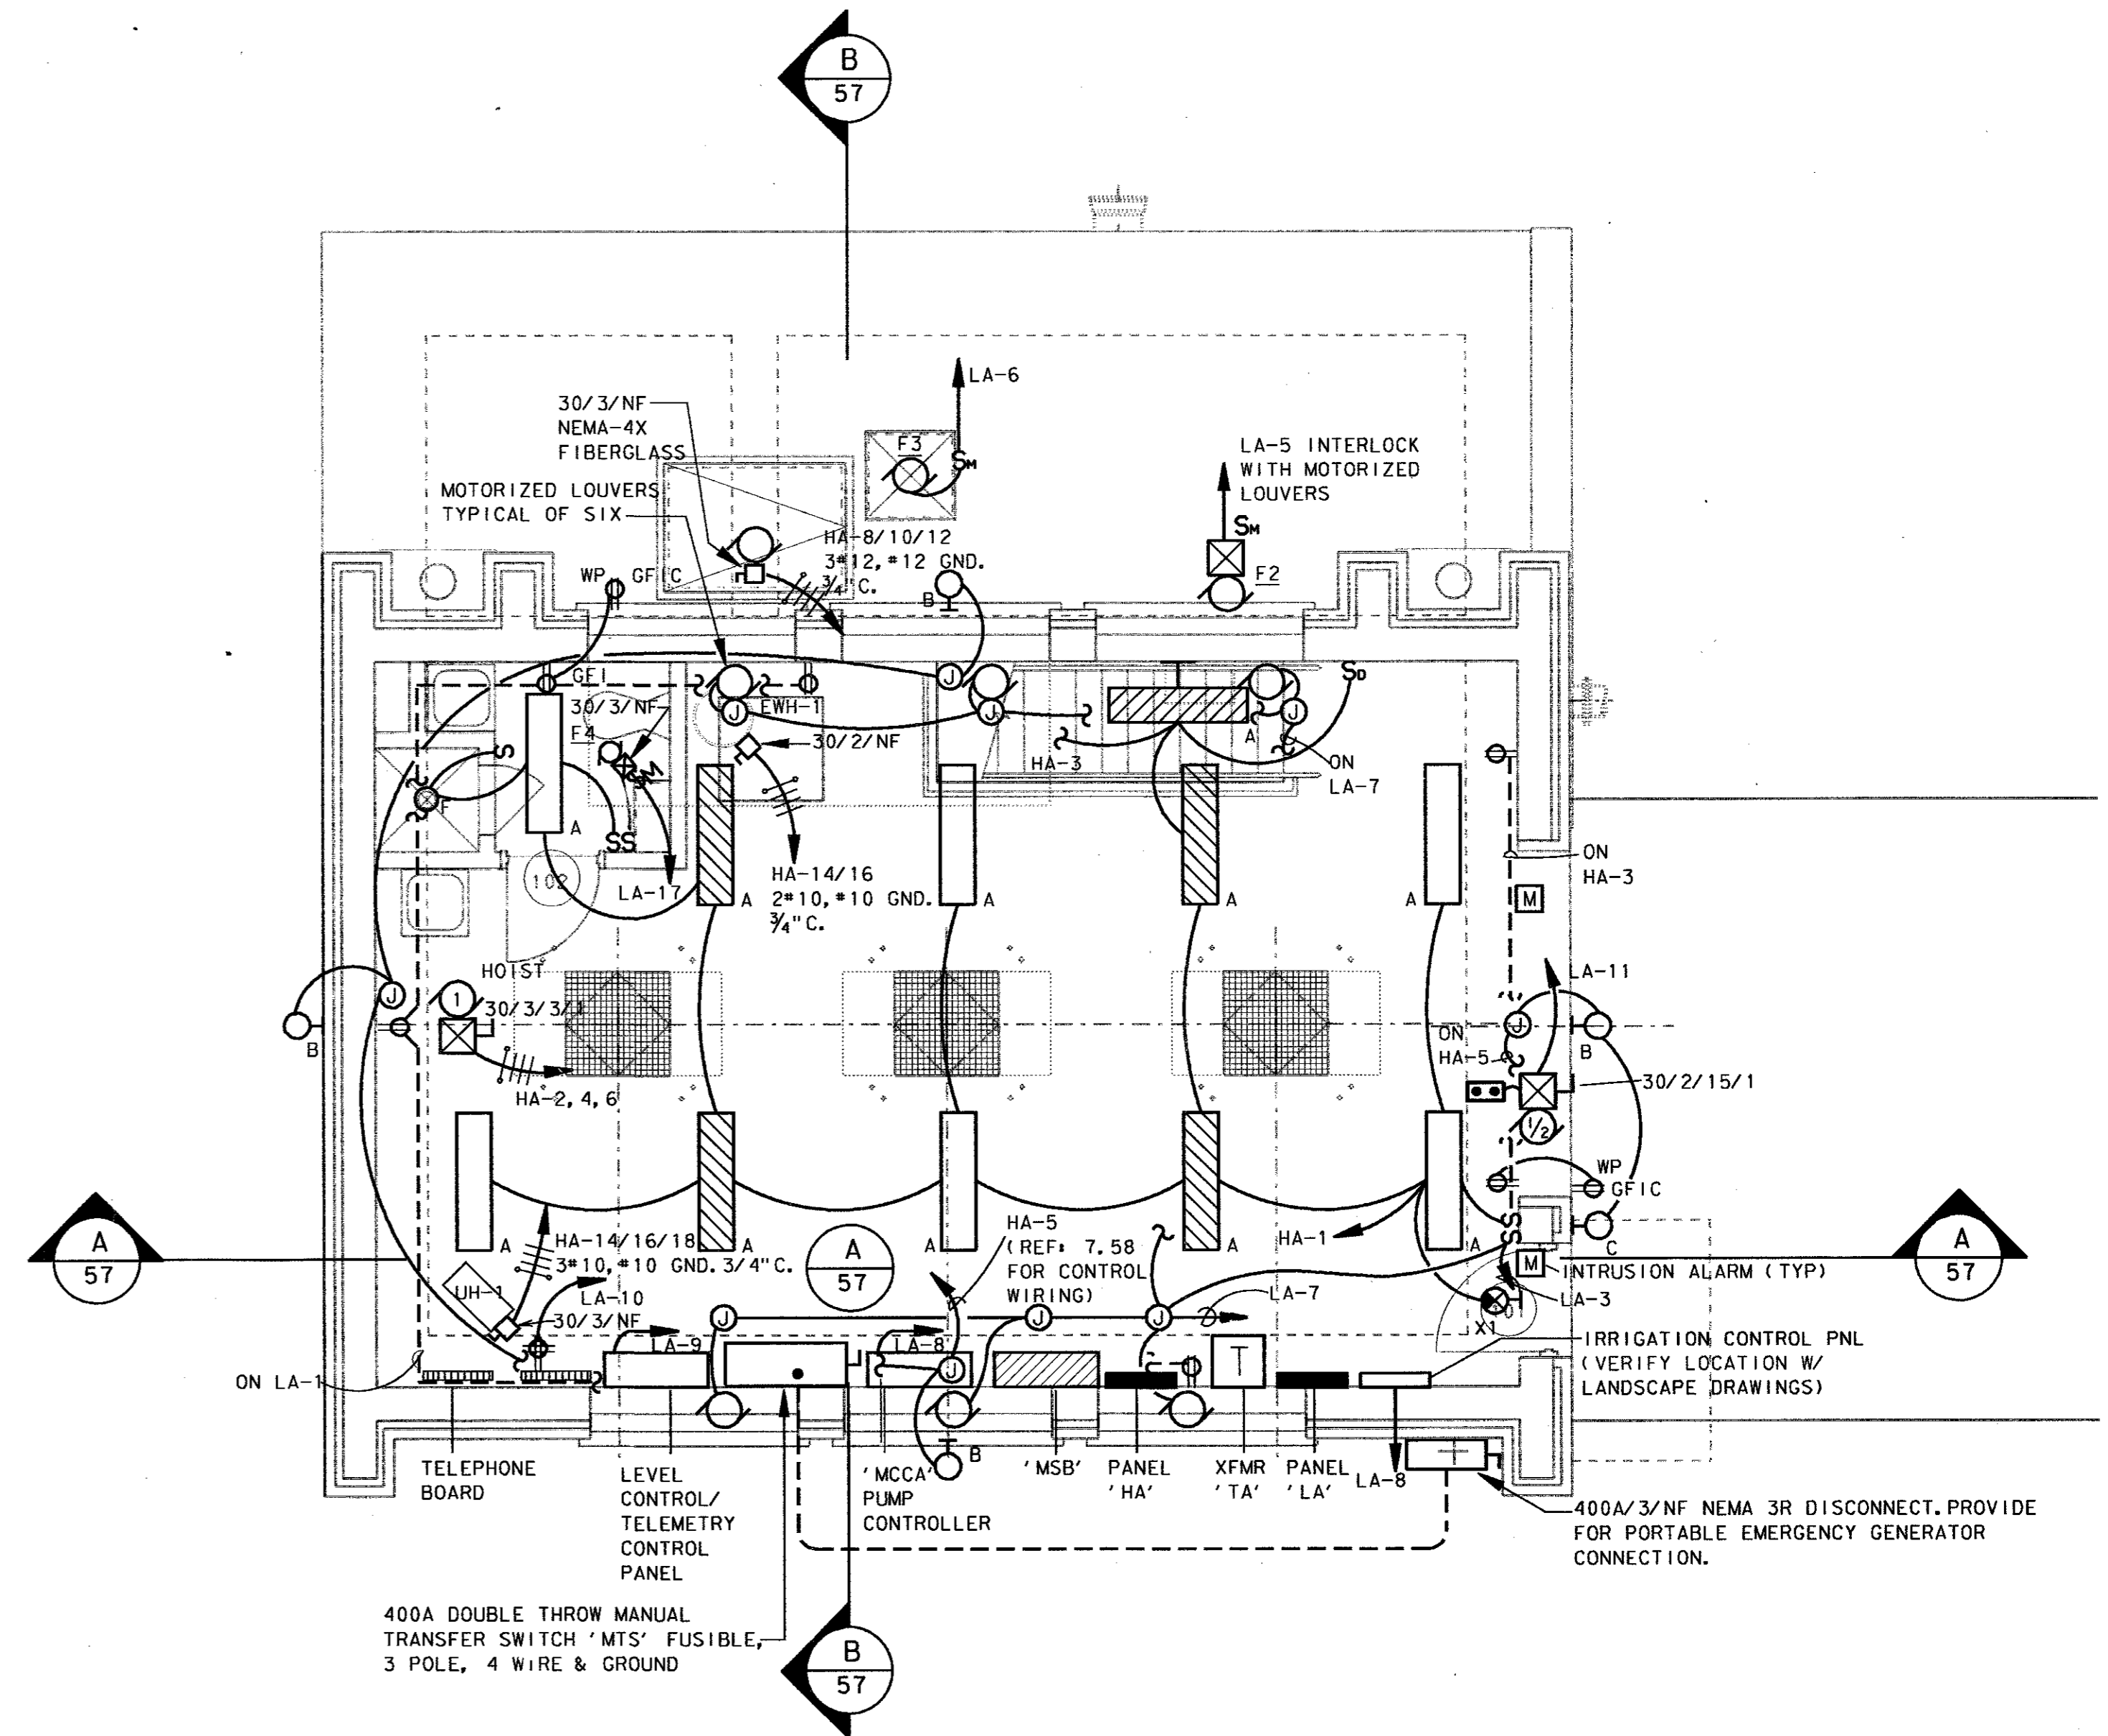 B
57
LA-6
30/3/NF
NEMA-4X
FIBERGLASS
F3
SM
LA-5 INTERLOCK
WITH MOTORIZED
LOUVERS
MOTORIZED LOUVERS
TYPICAL OF SIX
SM
HA-8/10/12
3#12, #12 GND.
3/4" C.
F2
WP GFIC
B
J
GFI
SD
30/3/NF
EWH-1
J
J
A
J
F4
30/2/NF
S
SM
HA-3
ON
LA-7
F
A
SS
ON
HA-3
102
LA-17
HA-14/16
2#10, #10 GND.
3/4" C.
A
A
A
A
M
HOIST
LA-11
J
1
30/3/3/1
B
ON
HA-5
J
B
HA-2, 4, 6
30/2/15/1
1/2
WP
GFIC
HA-5
(REF: 7.58
FOR CONTROL
WIRING)
SS
A
A
A
A
A
C
HA-1
A
57
HA-14/16/18
3#10, #10 GND. 3/4"C.
A
57
M
INTRUSION ALARM (TYP)
A
57
UH-1
LA-10
30/3/NF
LA-7
LA-3
J
J
J
X1
IRRIGATION CONTROL PNL
(VERIFY LOCATION W/
LANDSCAPE DRAWINGS)
LA-9
LA-8
J
T
ON LA-1
B
TELEPHONE
BOARD
LEVEL
CONTROL/
TELEMETRY
CONTROL
PANEL
'MCCA'
PUMP
CONTROLLER
'MSB'
PANEL
'HA'
XFMR
'TA'
PANEL
'LA'
LA-8
400A/3/NF NEMA 3R DISCONNECT. PROVIDE
FOR PORTABLE EMERGENCY GENERATOR
CONNECTION.
400A DOUBLE THROW MANUAL
TRANSFER SWITCH 'MTS' FUSIBLE,
3 POLE, 4 WIRE & GROUND
B
57